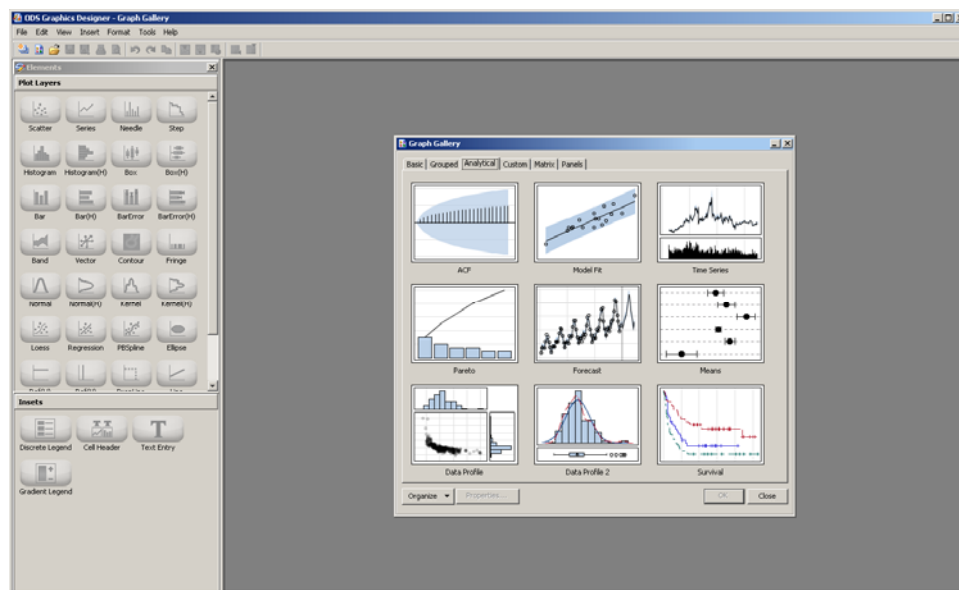 ODS Graphics Designer - Graph Gallery
File Edit View Insert Format Tools Help
Elements
Plot Layers
Scatter Series Needle Step
Histogram Histogram(H) Box Box(H)
Bar Bar(H) BarError BarError(H)
Band Vector Contour Fringe
Normal Normal(H) Kernel Kernel(H)
Loess Regression PBSpline Ellipse
Insets
Discrete Legend Cell Header Text Entry
Gradient Legend
Graph Gallery
Basic Grouped Analytical Custom Matrix Panels
ACF Model Fit Time Series
Pareto Forecast Means
Data Profile Data Profile 2 Survival
Organize Properties... OK Close